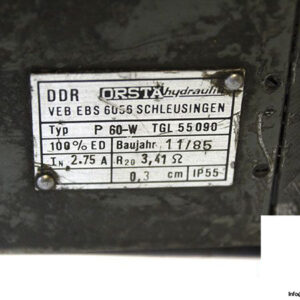 DDR ORSTA hydraulik
VEB EBS 6056 SCHLEUSINGEN
Typ P 60-W TGL 55090
100% ED Baujahr 11/85
IN 2.75 A R20 3,41 Ω
0,3 cm IP55